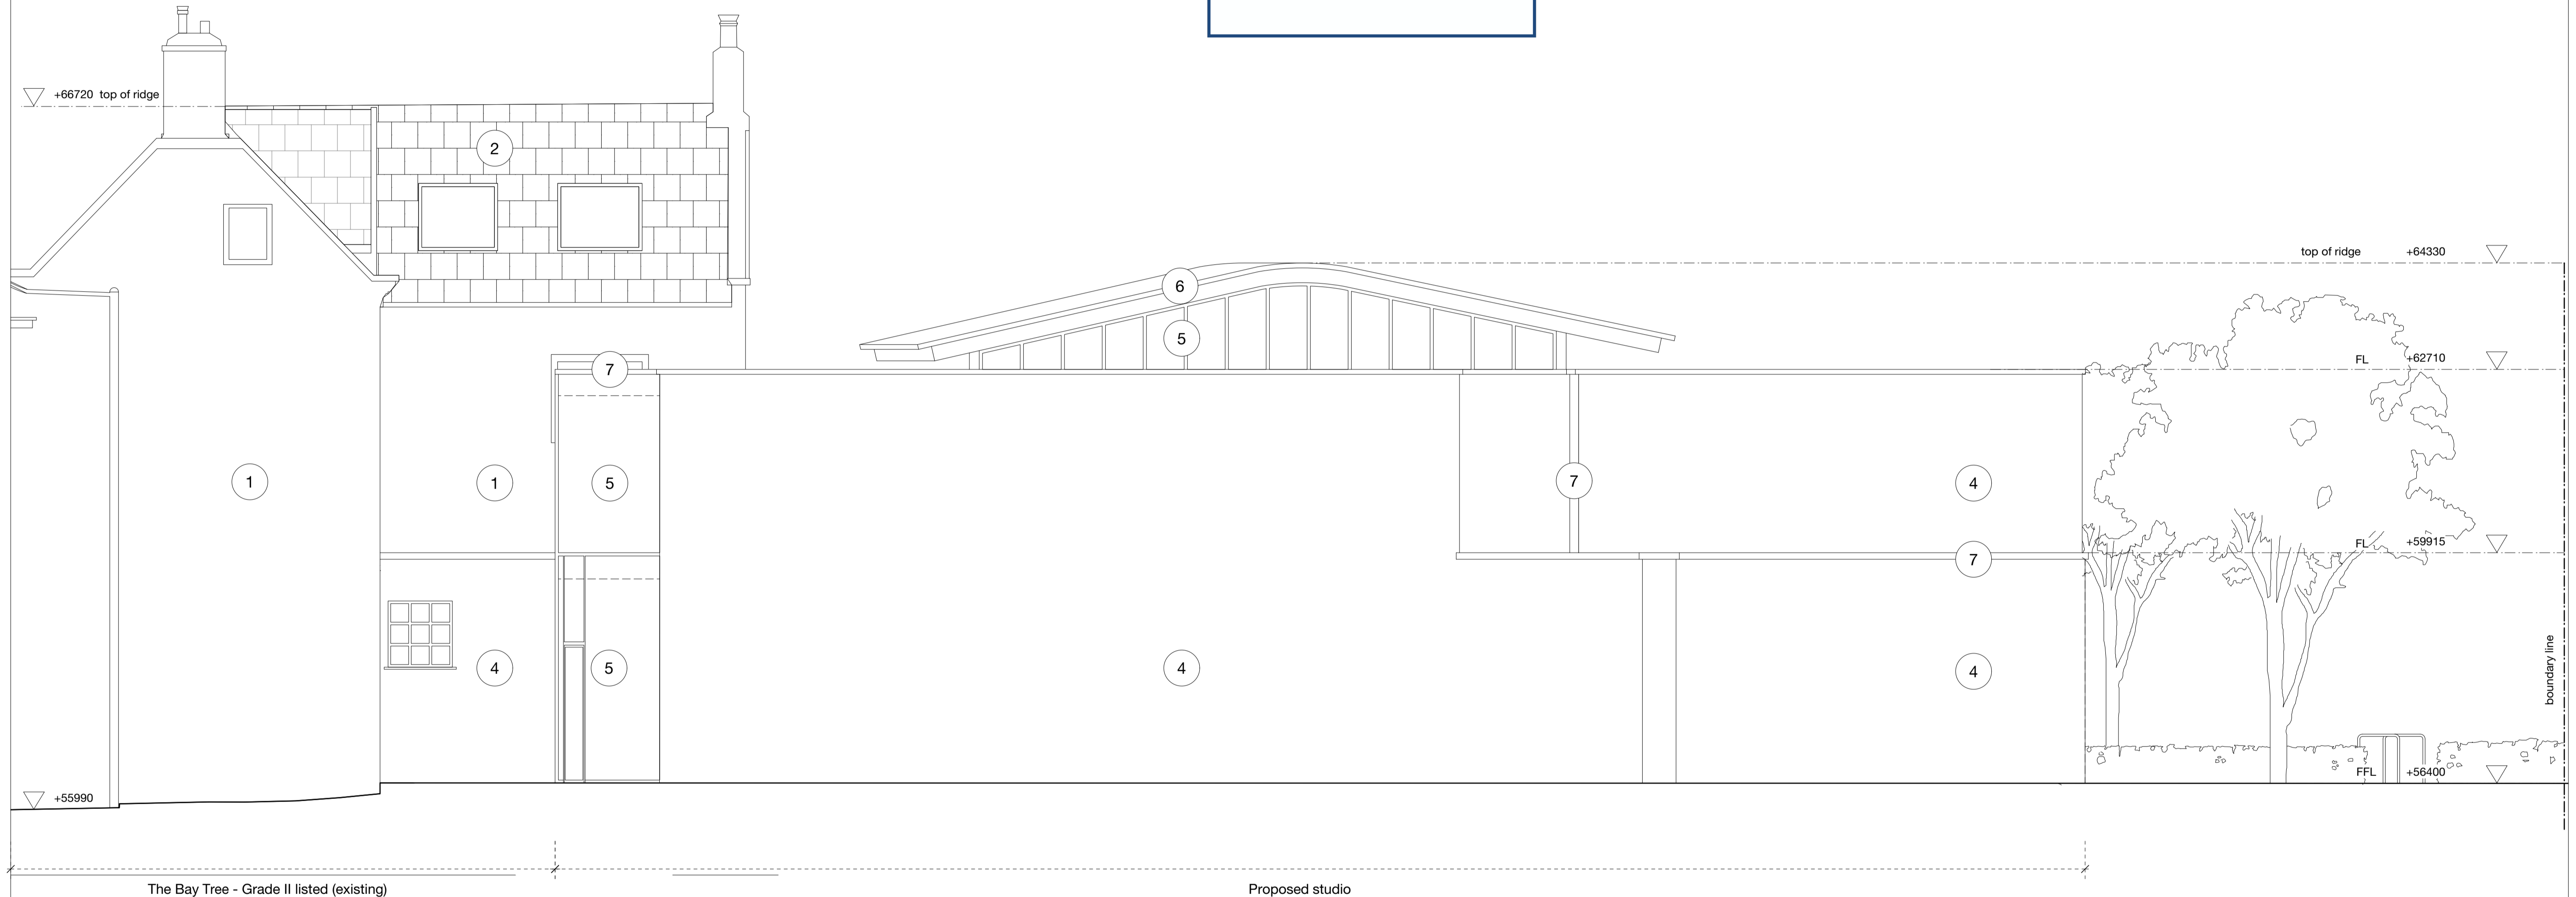 +66720 top of ridge
2
top of ridge +64330
6
5
FL +62710
7
1
1
5
7
4
FL +59915
7
4
5
4
4
boundary line
FFL +56400
+55990
The Bay Tree - Grade II listed (existing)
Proposed studio